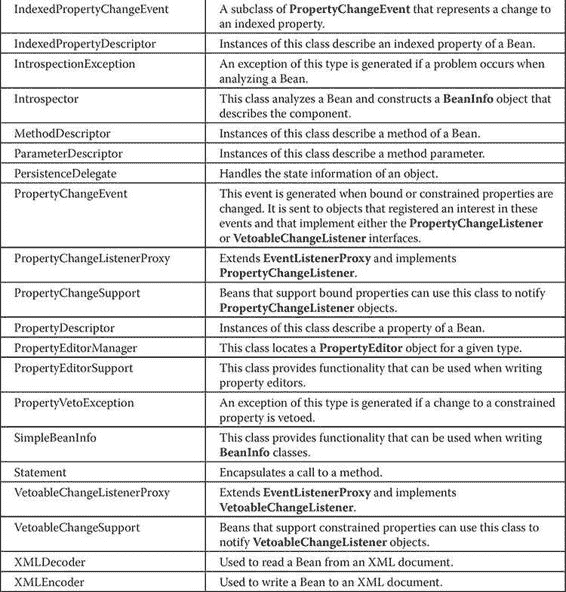 IndexedPropertyChangeEvent A subclass of PropertyChangeEvent that represents a change to
an indexed property.
IndexedPropertyDescriptor Instances of this class describe an indexed property of a Bean.
IntrospectionException An exception of this type is generated if a problem occurs when
analyzing a Bean.
Introspector This class analyzes a Bean and constructs a BeanInfo object that
describes the component.
MethodDescriptor Instances of this class describe a method of a Bean.
ParameterDescriptor Instances of this class describe a method parameter.
PersistenceDelegate Handles the state information of an object.
PropertyChangeEvent This event is generated when bound or constrained properties are
changed. It is sent to objects that registered an interest in these
events and that implement either the PropertyChangeListener
or VetoableChangeListener interfaces.
PropertyChangeListenerProxy Extends EventListenerProxy and implements
PropertyChangeListener.
PropertyChangeSupport Beans that support bound properties can use this class to notify
PropertyChangeListener objects.
PropertyDescriptor Instances of this class describe a property of a Bean.
PropertyEditorManager This class locates a PropertyEditor object for a given type.
PropertyEditorSupport This class provides functionality that can be used when writing
property editors.
PropertyVetoException An exception of this type is generated if a change to a constrained
property is vetoed.
SimpleBeanInfo This class provides functionality that can be used when writing
BeanInfo classes.
Statement Encapsulates a call to a method.
VetoableChangeListenerProxy Extends EventListenerProxy and implements
VetoableChangeListener.
VetoableChangeSupport Beans that support constrained properties can use this class to
notify VetoableChangeListener objects.
XMLDecoder Used to read a Bean from an XML document.
XMLEncoder Used to write a Bean to an XML document.